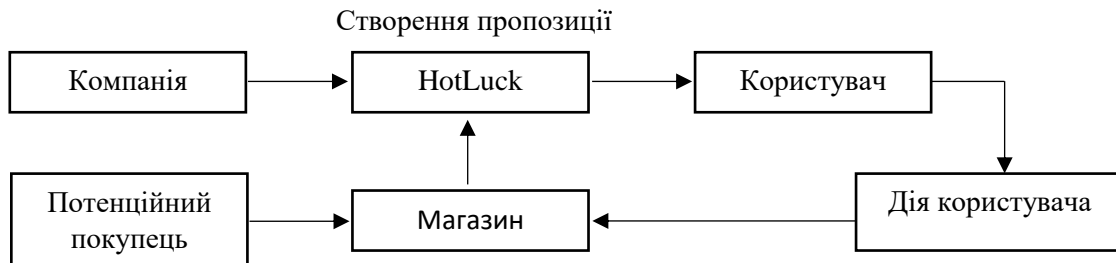 Створення пропозиції
Компанія
HotLuck
Користувач
Потенційний
покупець
Магазин
Дія користувача